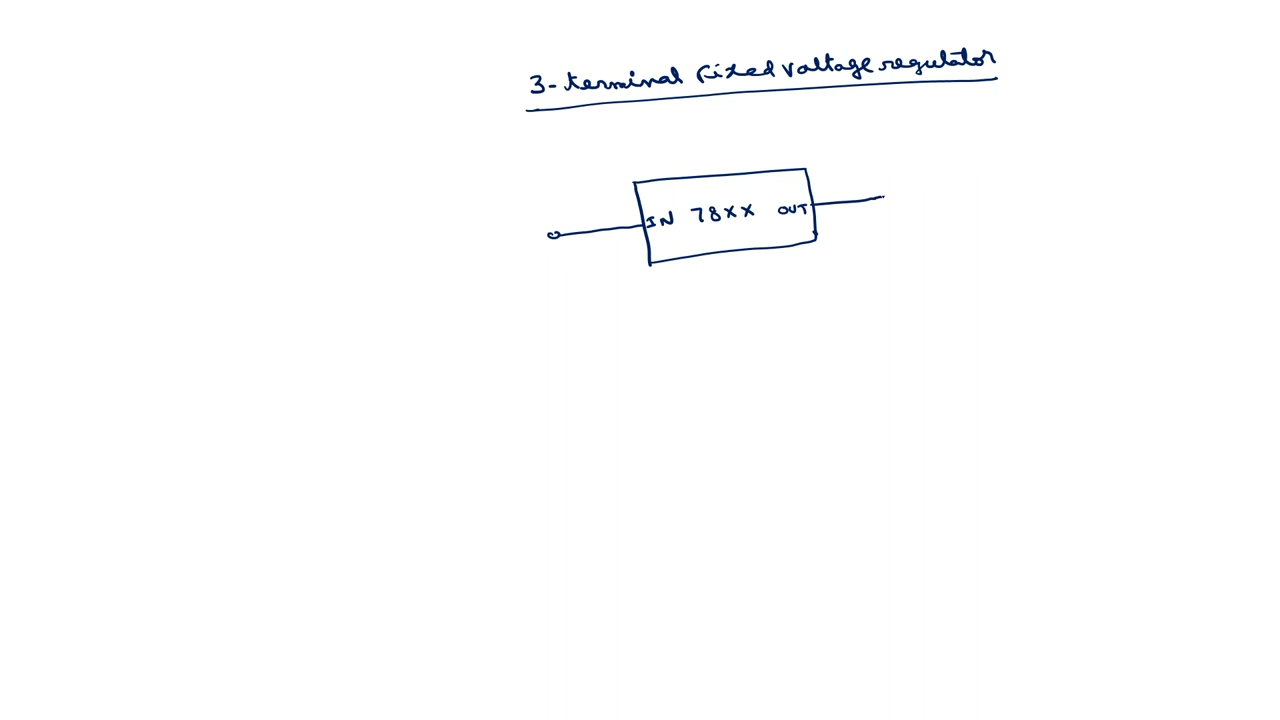 3-terminal fixed voltage regulator
IN 78XX OUT